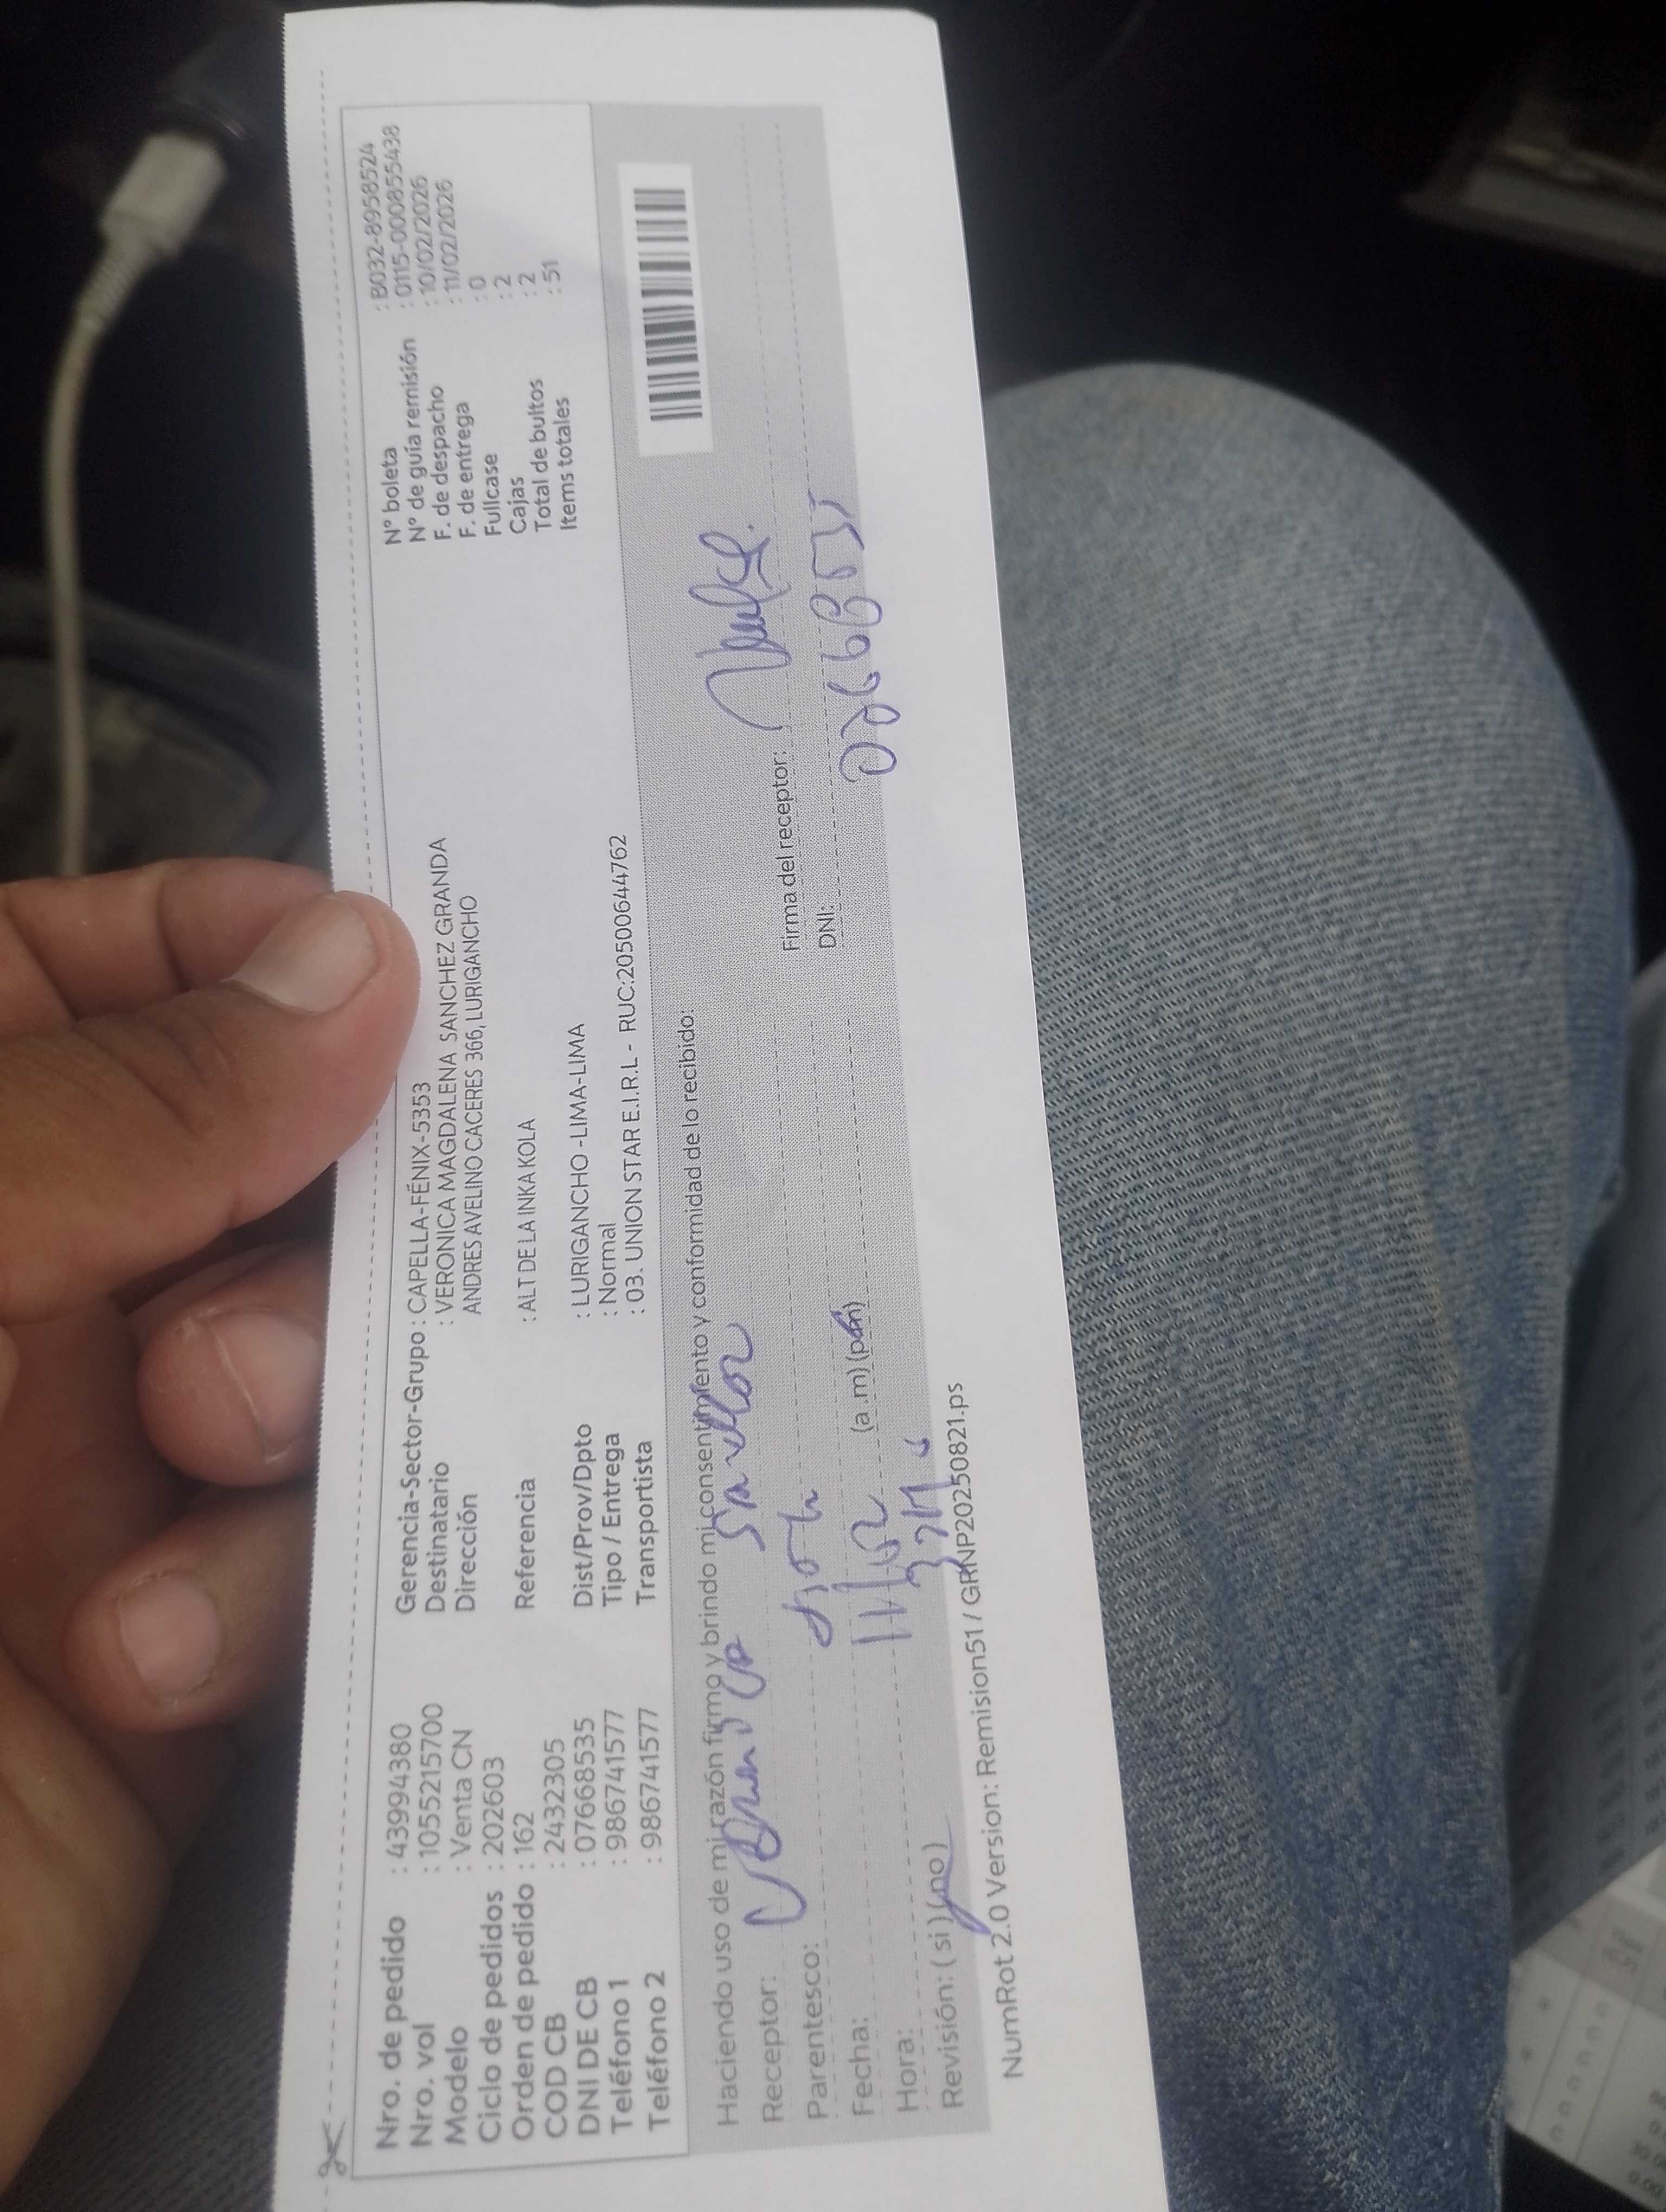 Nro. de pedido : 43994380
Nro. vol : 1055215700
Modelo : Venta CN
Ciclo de pedidos : 202603
Orden de pedido : 162
COD CB : 2432305
DNI DE CB : 07668535
Teléfono 1 : 986741577
Teléfono 2 : 986741577
Gerencia-Sector-Grupo : CAPELLA-FÉNIX-5353
Destinatario : VERONICA MAGDALENA SANCHEZ GRANDA
Dirección ANDRES AVELINO CACERES 366, LURIGANCHO
Referencia : ALT DE LA INKA KOLA
Dist/Prov/Dpto : LURIGANCHO -LIMA-LIMA
Tipo / Entrega : Normal
Transportista : 03. UNION STAR E.I.R.L - RUC:20500644762
N° boleta : B032-8958524
N° de guía remisión : 0115-0000855438
F. de despacho : 10/02/2026
F. de entrega : 11/02/2026
Fullcase : 0
Cajas : 2
Total de bultos : 2
Items totales : 51
Haciendo uso de mi razón firmo y brindo mi consentimiento y conformidad de lo recibido:
Receptor:
Parentesco:
Fecha: 11/02
Hora: (a .m) (pm)
Revisión: ( si ) (no)
Firma del receptor:
DNI:
NumRot 2.0 Version: Remision51 / GRNP20250821.ps